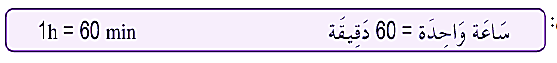 سَاعَة وَاحِدَة = 60 دَقِيقَة 1h = 60 min